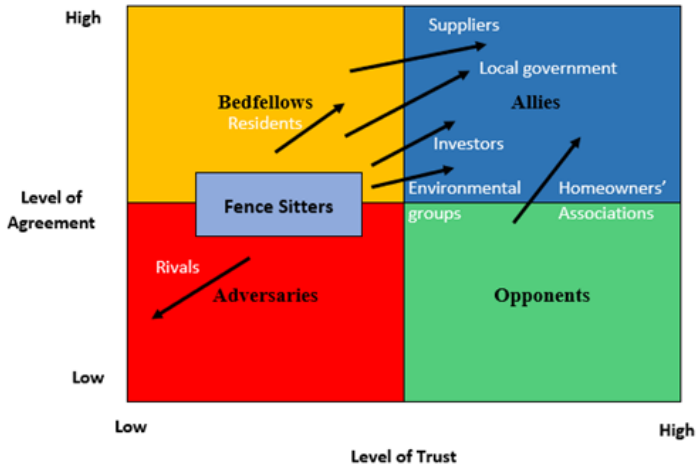 High
Suppliers
Local government
Bedfellows
Allies
Residents
Investors
Level of
Agreement
Fence Sitters
Environmental
groups
Homeowners'
Associations
Rivals
Adversaries
Opponents
Low
Low
High
Level of Trust